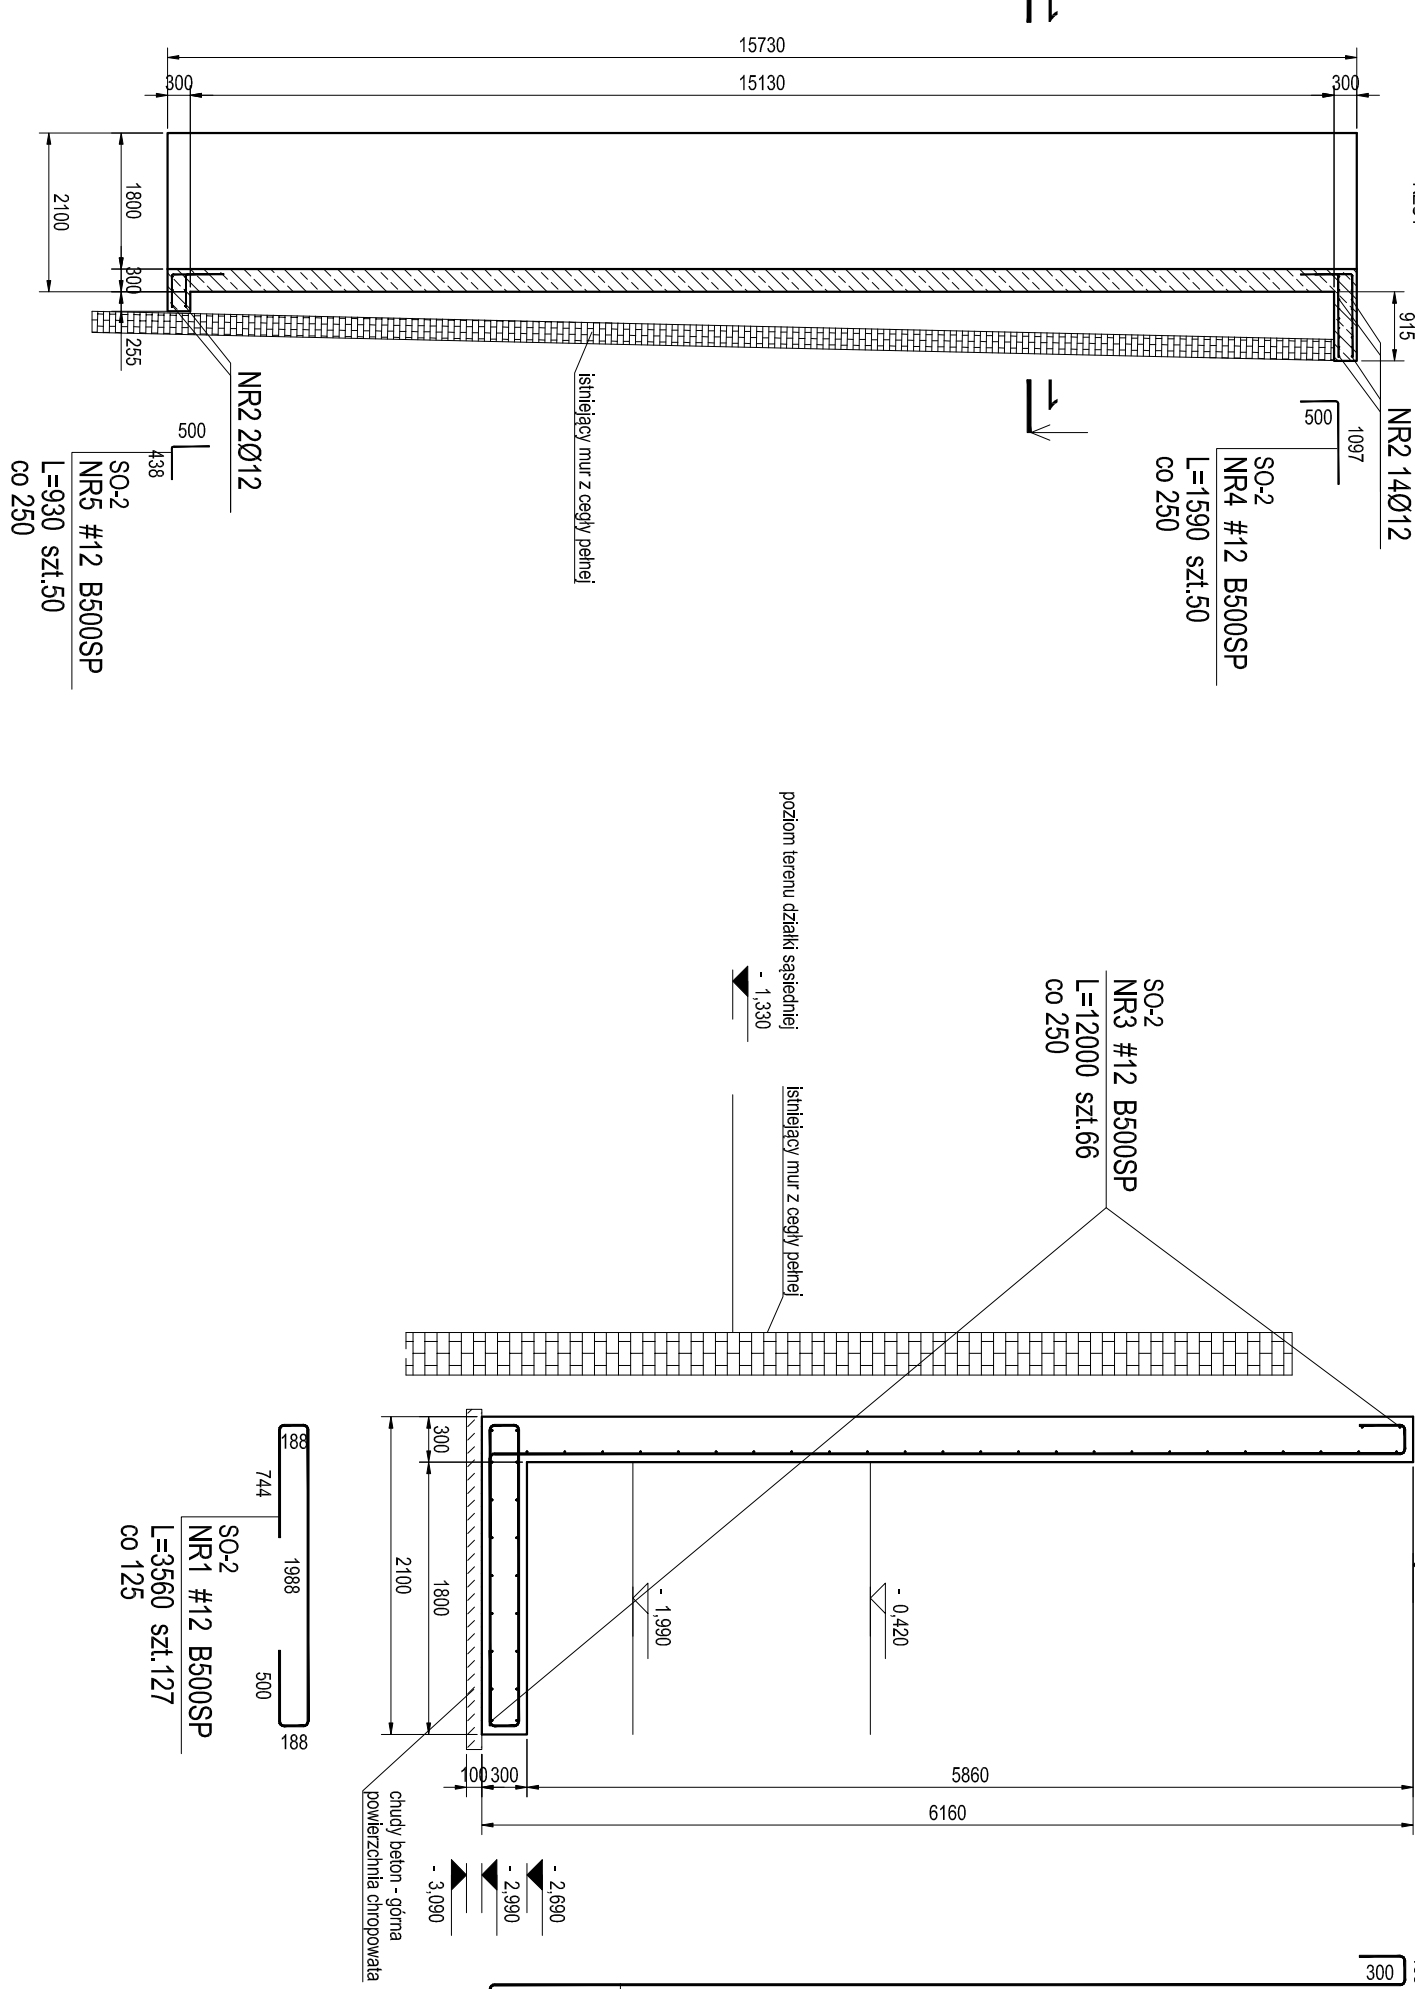 1
15730
300
15130
300
2100
1800
300
255
915
NR2 2Ø12
500
438
SO-2
NR5 #12 B500SP
L=930 szt.50
co 250
istniejący mur z cegły pełnej
1
NR2 14Ø12
500
1097
SO-2
NR4 #12 B500SP
L=1590 szt.50
co 250
poziom terenu działki sąsiedniej
- 1,330
istniejący mur z cegły pełnej
SO-2
NR3 #12 B500SP
L=12000 szt.66
co 250
300
1800
2100
- 1,990
- 0,420
188
744
1988
500
188
SO-2
NR1 #12 B500SP
L=3560 szt.127
co 125
100
300
5860
6160
- 2,690
- 2,990
- 3,090
chudy beton - górna
powierzchnia chropowata
300